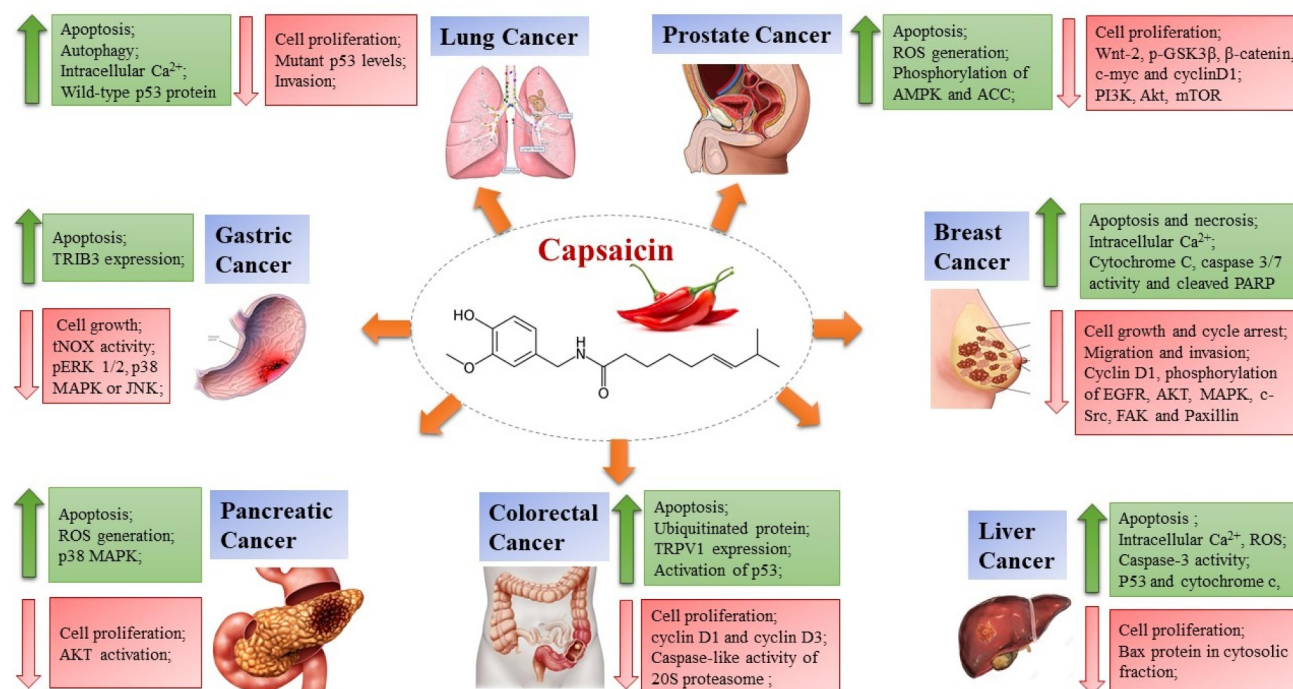 Apoptosis;
Autophagy;
Intracellular Ca²⁺;
Wild-type p53 protein
Cell proliferation;
Mutant p53 levels;
Invasion;
Lung Cancer
Prostate Cancer
Apoptosis;
ROS generation;
Phosphorylation of
AMPK and ACC;
Cell proliferation;
Wnt-2, p-GSK3β, β-catenin,
c-myc and cyclinD1;
PI3K, Akt, mTOR
Apoptosis;
TRIB3 expression;
Gastric
Cancer
Cell growth;
tNOX activity;
pERK 1/2, p38
MAPK or JNK;
Capsaicin
HO
O
N
H
O
Breast
Cancer
Apoptosis and necrosis;
Intracellular Ca²⁺;
Cytochrome C, caspase 3/7
activity and cleaved PARP
Cell growth and cycle arrest;
Migration and invasion;
Cyclin D1, phosphorylation
of EGFR, AKT, MAPK, c-
Src, FAK and Paxillin
Apoptosis;
ROS generation;
p38 MAPK;
Pancreatic
Cancer
Cell proliferation;
AKT activation;
Colorectal
Cancer
Apoptosis;
Ubiquitinated protein;
TRPV1 expression;
Activation of p53;
Cell proliferation;
cyclin D1 and cyclin D3;
Caspase-like activity of
20S proteasome ;
Liver
Cancer
Apoptosis ;
Intracellular Ca²⁺, ROS;
Caspase-3 activity;
P53 and cytochrome c,
Cell proliferation;
Bax protein in cytosolic
fraction;